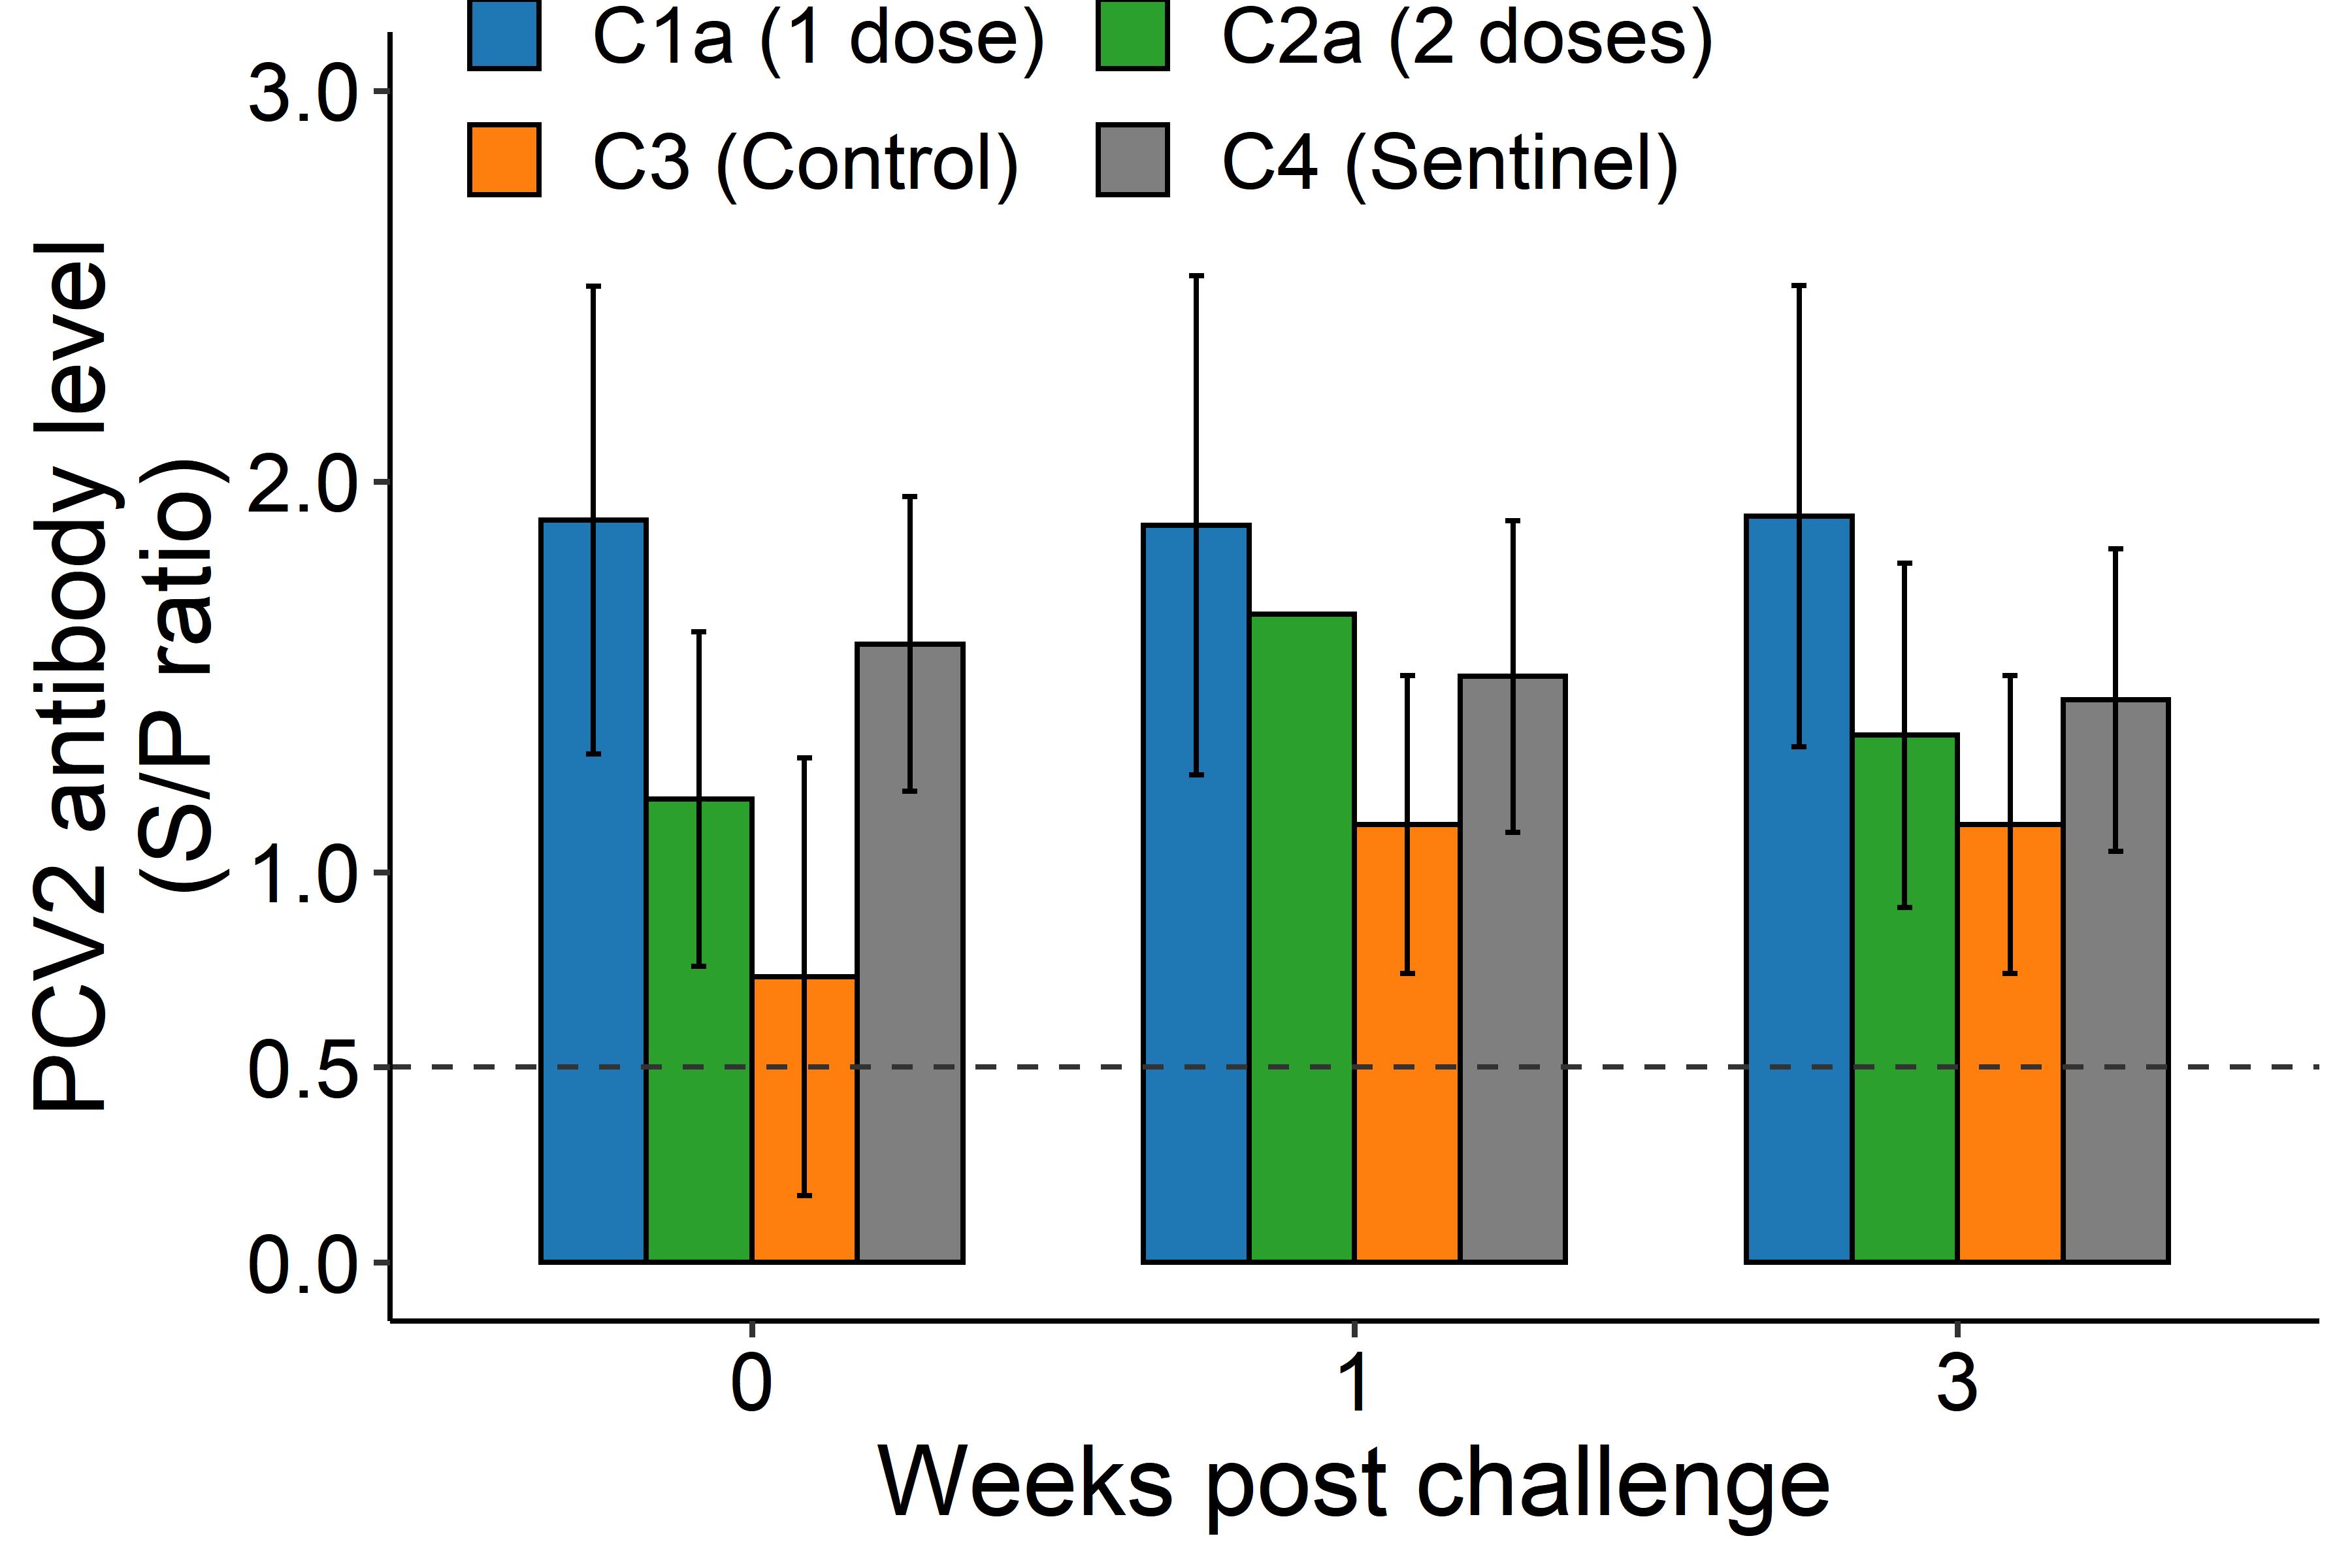 C1a (1 dose)
C2a (2 doses)
C3 (Control)
C4 (Sentinel)
PCV2 antibody level
(S/P ratio)
3.0
2.0
1.0
0.5
0.0
0
1
3
Weeks post challenge